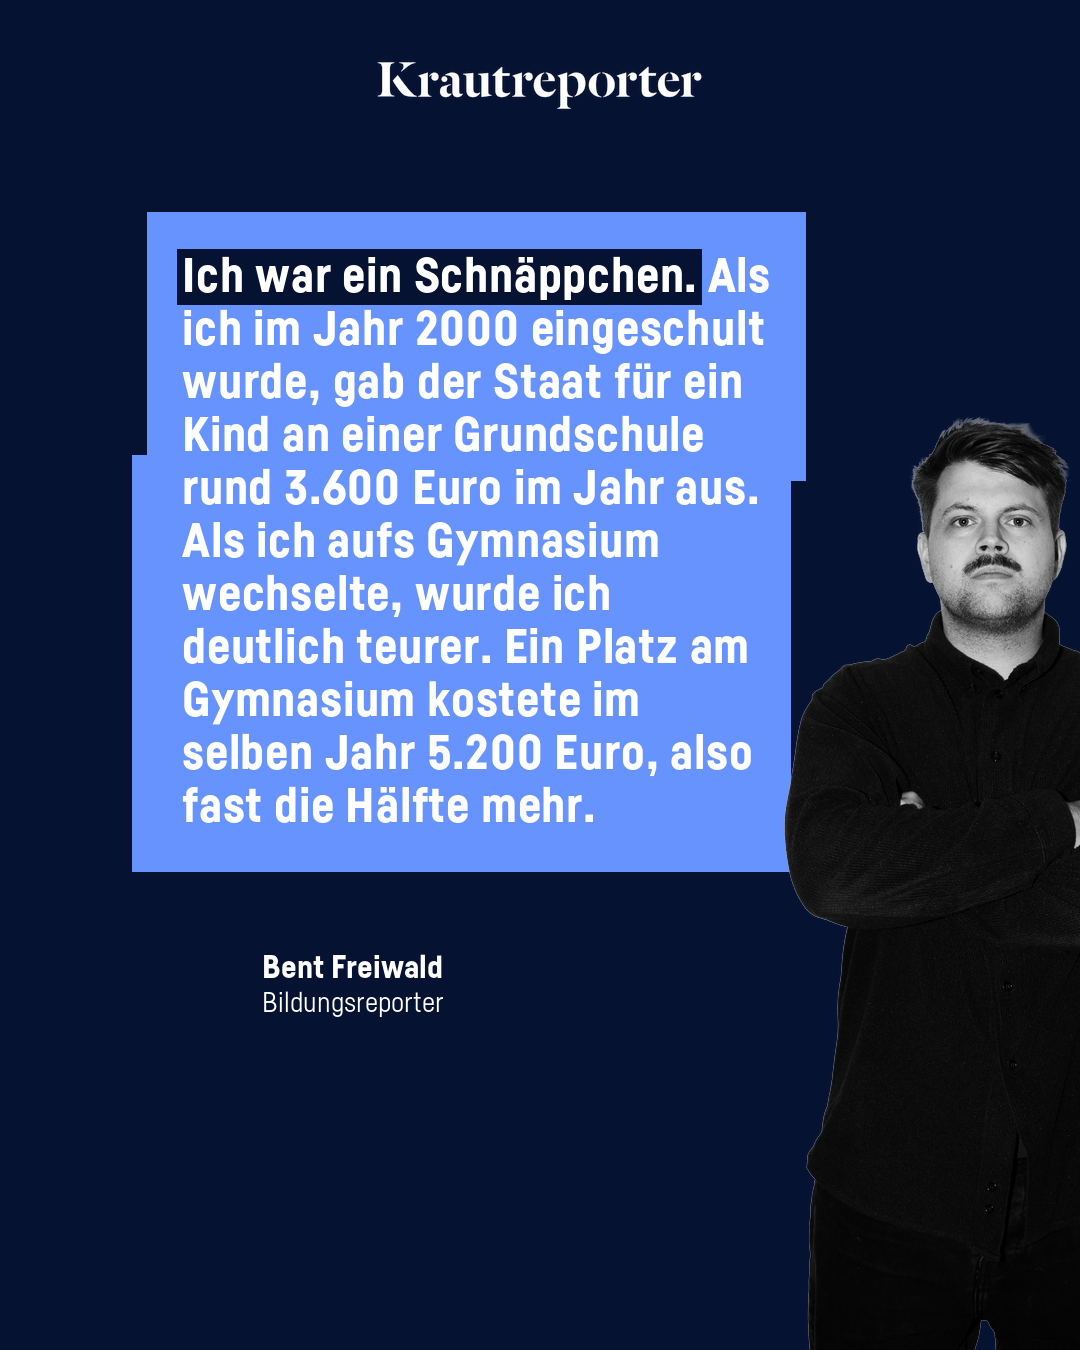 Krautreporter
Ich war ein Schnäppchen. Als
ich im Jahr 2000 eingeschult
wurde, gab der Staat für ein
Kind an einer Grundschule
rund 3.600 Euro im Jahr aus.
Als ich aufs Gymnasium
wechselte, wurde ich
deutlich teurer. Ein Platz am
Gymnasium kostete im
selben Jahr 5.200 Euro, also
fast die Hälfte mehr.
Bent Freiwald
Bildungsreporter